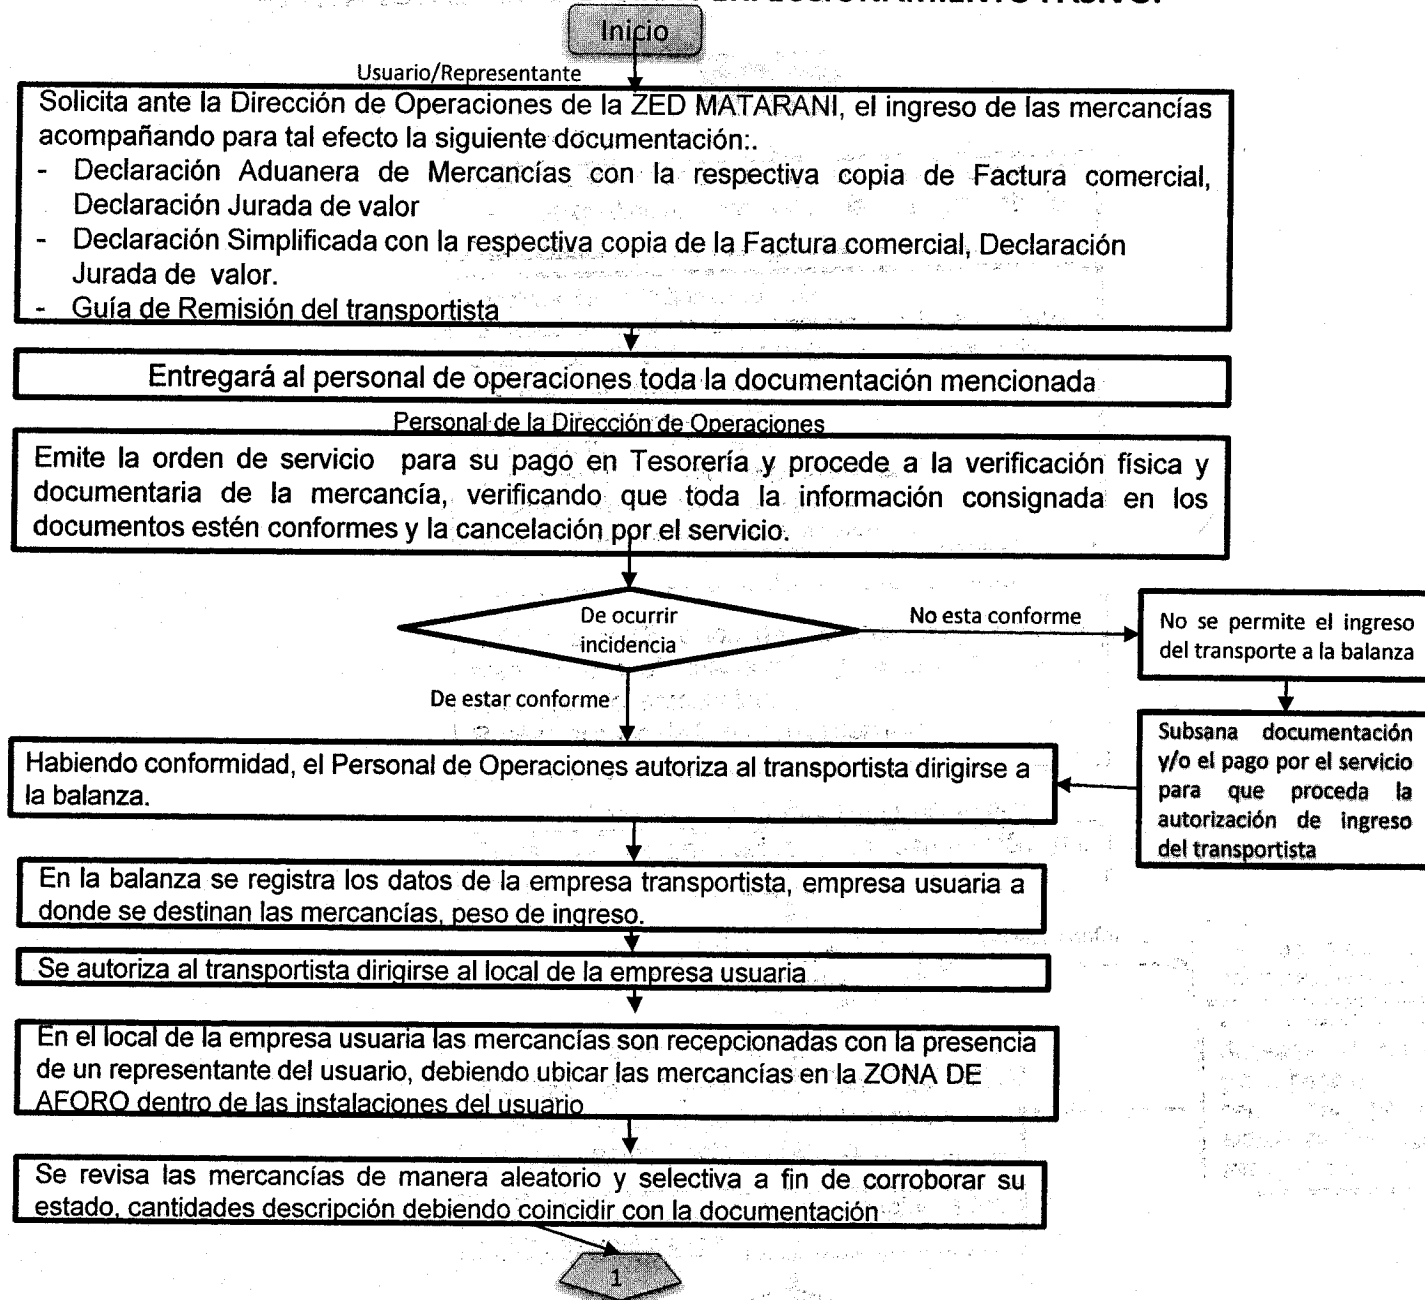 PERFECCIONAMIENTO PASIVO.
Inicio
Usuario/Representante
Solicita ante la Dirección de Operaciones de la ZED MATARANI, el ingreso de las mercancías
acompañando para tal efecto la siguiente documentación:.
- Declaración Aduanera de Mercancías con la respectiva copia de Factura comercial,
Declaración Jurada de valor
- Declaración Simplificada con la respectiva copia de la Factura comercial, Declaración
Jurada de valor.
- Guía de Remisión del transportista
Entregará al personal de operaciones toda la documentación mencionada
Personal de la Dirección de Operaciones
Emite la orden de servicio para su pago en Tesorería y procede a la verificación física y
documentaria de la mercancía, verificando que toda la información consignada en los
documentos estén conformes y la cancelación por el servicio.
De ocurrir
incidencia
No esta conforme
No se permite el ingreso
del transporte a la balanza
De estar conforme
Subsana documentación
y/o el pago por el servicio
para que proceda la
autorización de ingreso
del transportista
Habiendo conformidad, el Personal de Operaciones autoriza al transportista dirigirse a
la balanza.
En la balanza se registra los datos de la empresa transportista, empresa usuaria a
donde se destinan las mercancías, peso de ingreso.
Se autoriza al transportista dirigirse al local de la empresa usuaria
En el local de la empresa usuaria las mercancías son recepcionadas con la presencia
de un representante del usuario, debiendo ubicar las mercancías en la ZONA DE
AFORO dentro de las instalaciones del usuario
Se revisa las mercancías de manera aleatorio y selectiva a fin de corroborar su
estado, cantidades descripción debiendo coincidir con la documentación
1